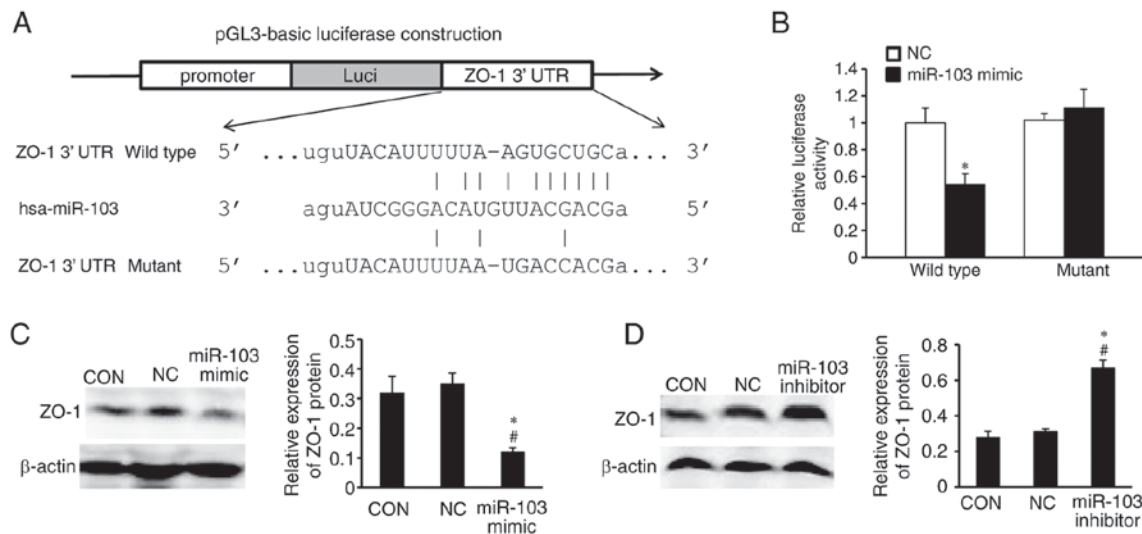 A
pGL3-basic luciferase construction
promoter Luci ZO-1 3' UTR
ZO-1 3' UTR Wild type 5' ...uguUACAUUUUUA-AGUGCUGCa... 3'
hsa-miR-103 3' aguAUCGGGACAUGUUACGACGa 5'
ZO-1 3' UTR Mutant 5' ...uguUACAUUUUAA-UGACCACGa... 3'
B
NC
miR-103 mimic
Relative luciferase activity
1.4
1.2
1
0.8
0.6
0.4
0.2
0
*
Wild type Mutant
C
CON NC miR-103 mimic
ZO-1
β-actin
Relative expression of ZO-1 protein
0.5
0.4
0.3
0.2
0.1
0
*
#
CON NC miR-103 mimic
D
CON NC miR-103 inhibitor
ZO-1
β-actin
Relative expression of ZO-1 protein
0.8
0.6
0.4
0.2
0
*
#
CON NC miR-103 inhibitor